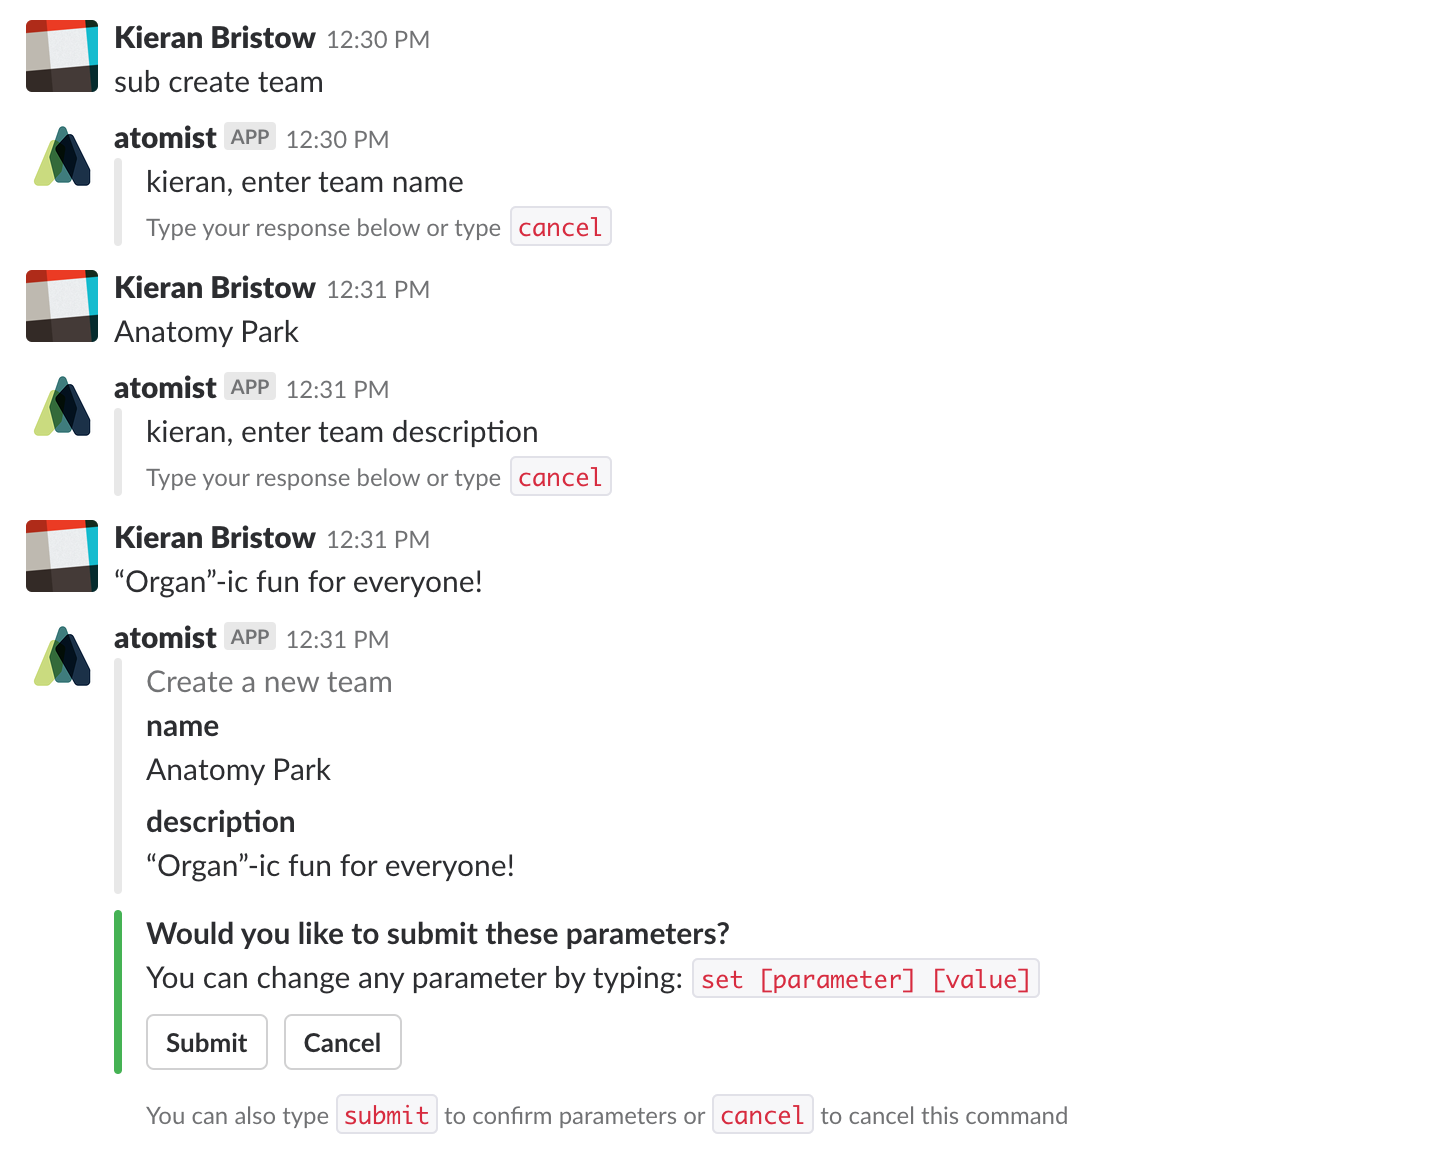 Kieran Bristow 12:30 PM
sub create team
atomist APP 12:30 PM
kieran, enter team name
Type your response below or type cancel
Kieran Bristow 12:31 PM
Anatomy Park
atomist APP 12:31 PM
kieran, enter team description
Type your response below or type cancel
Kieran Bristow 12:31 PM
“Organ”-ic fun for everyone!
atomist APP 12:31 PM
Create a new team
name
Anatomy Park
description
“Organ”-ic fun for everyone!
Would you like to submit these parameters?
You can change any parameter by typing: set [parameter] [value]
Submit Cancel
You can also type submit to confirm parameters or cancel to cancel this command